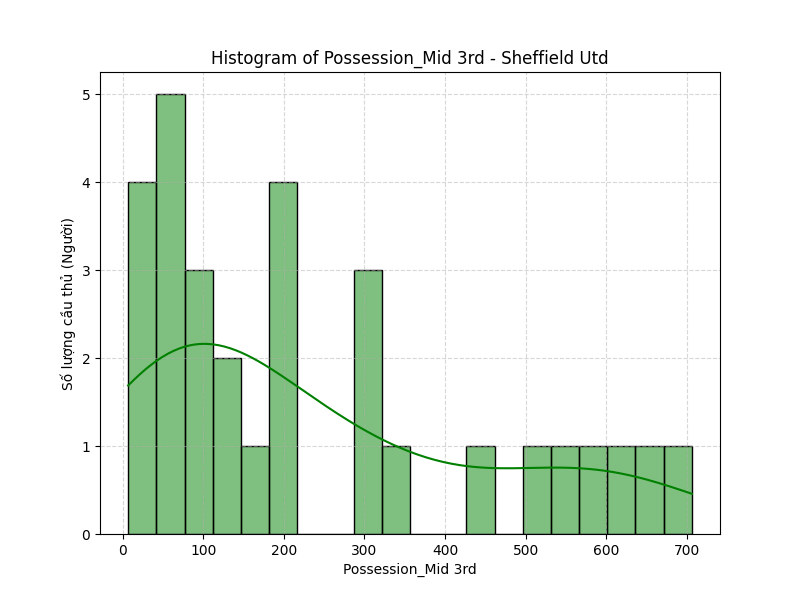 Histogram of Possession_Mid 3rd - Sheffield Utd
Số lượng cầu thủ (Người)
5
4
3
2
1
0
0 100 200 300 400 500 600 700
Possession_Mid 3rd